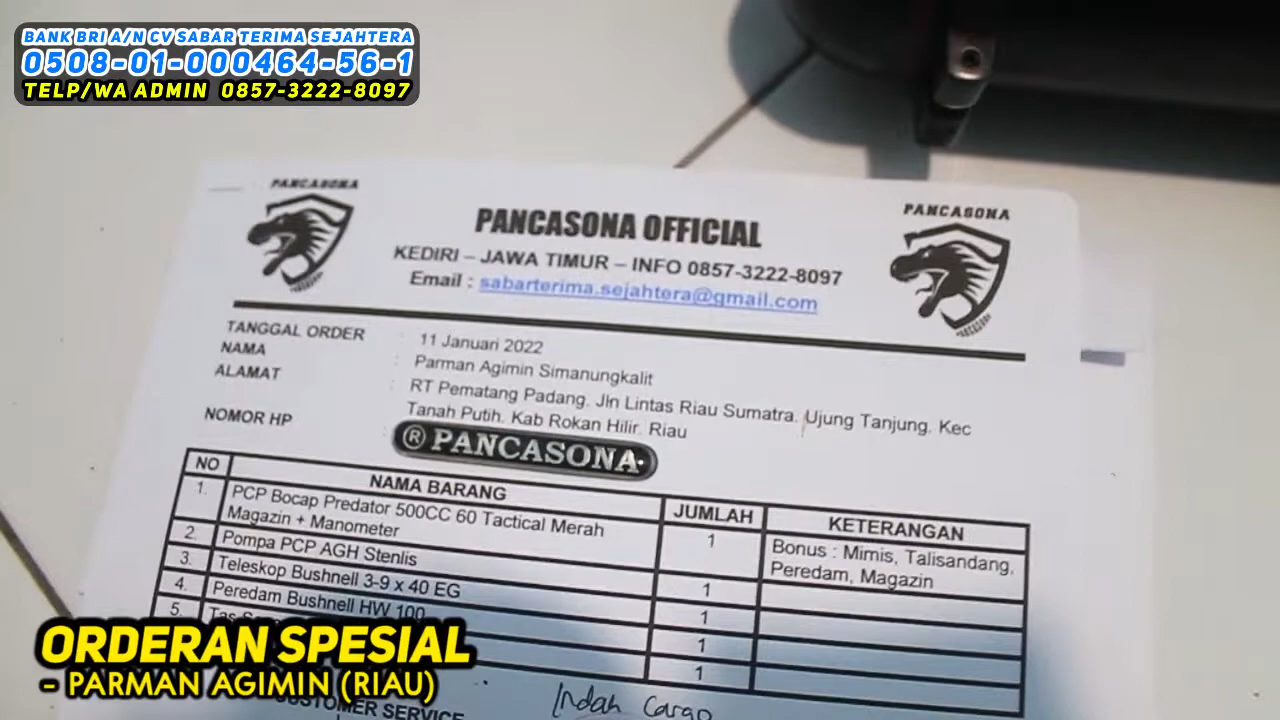 BANK BRI A/N CV SABAR TERIMA SEJAHTERA
0508-01-000464-56-1
TELP/WA ADMIN 0857-3222-8097
PANCASONA
PANCASONA
PANCASONA OFFICIAL
KEDIRI – JAWA TIMUR – INFO 0857-3222-8097
Email : sabarterima.sejahtera@gmail.com
TANGGAL ORDER : 11 Januari 2022
NAMA : Parman Agimin Simanungkalit
ALAMAT : RT Pematang Padang. Jln Lintas Riau Sumatra. Ujung Tanjung. Kec
Tanah Putih. Kab Rokan Hilir. Riau
NOMOR HP :
® PANCASONA
NO NAMA BARANG JUMLAH KETERANGAN
1. PCP Bocap Predator 500CC 60 Tactical Merah 1 Bonus : Mimis, Talisandang,
Magazin + Manometer Peredam, Magazin
2. Pompa PCP AGH Stenlis 1
3. Teleskop Bushnell 3-9 x 40 EG 1
4. Peredam Bushnell HW 100 1
5. Tas 1
CUSTOMER SERVICE
Indah Cargo
ORDERAN SPESIAL
- PARMAN AGIMIN (RIAU)